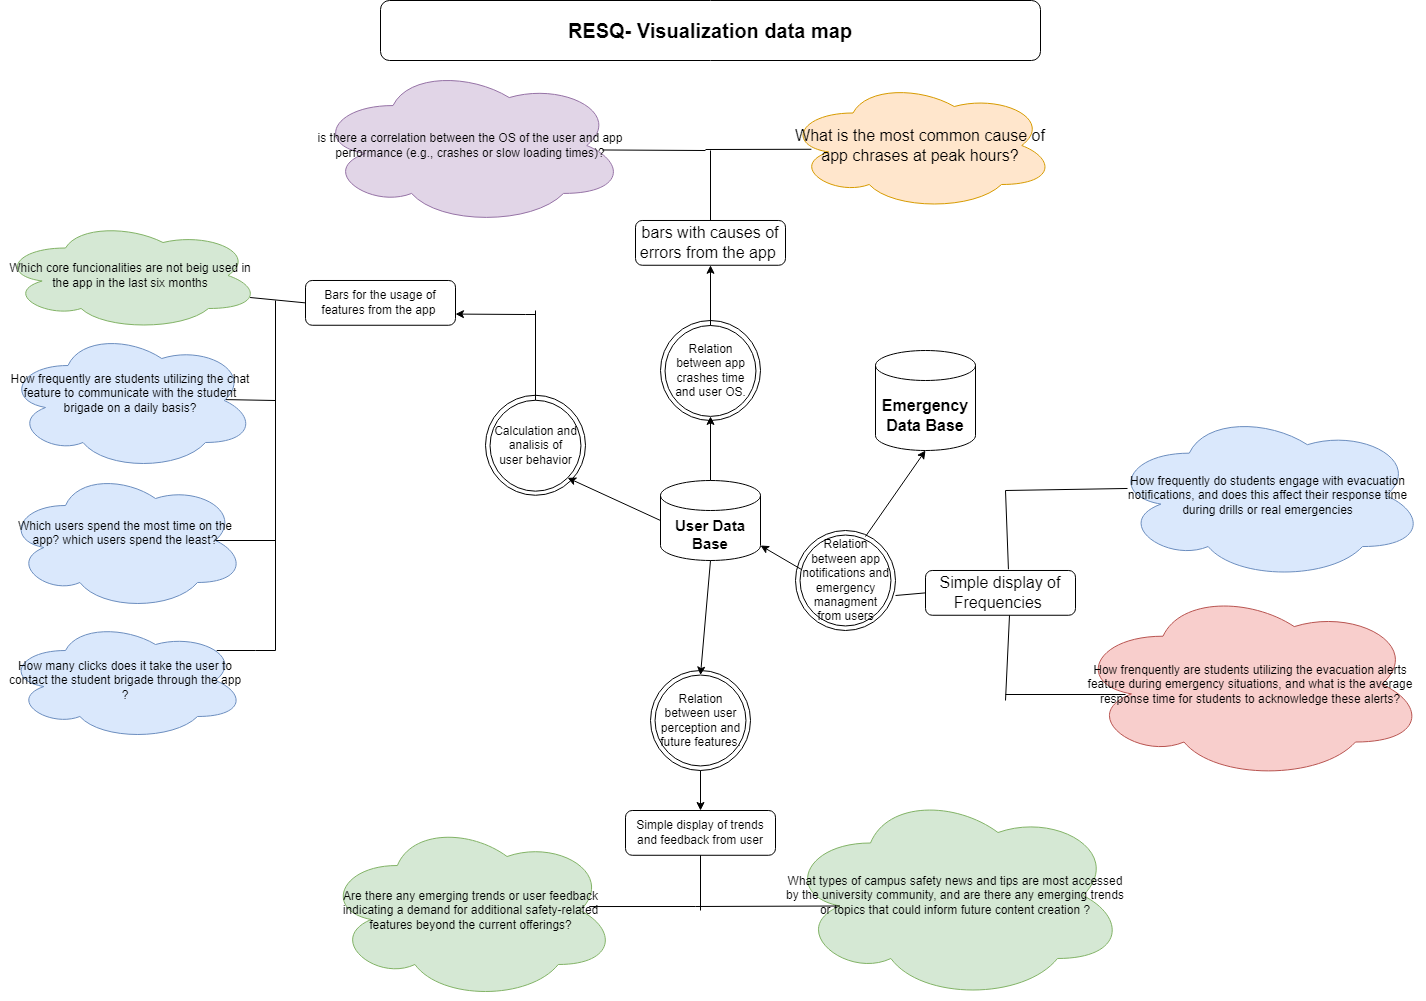 RESQ- Visualization data map
is there a correlation between the OS of the user and app
performance (e.g., crashes or slow loading times)?
What is the most common cause of
app chrases at peak hours?
bars with causes of
errors from the app
Which core funcionalities are not beig used in
the app in the last six months
Bars for the usage of
features from the app
Relation
between app
crashes time
and user OS.
Emergency
Data Base
How frequently are students utilizing the chat
feature to communicate with the student
brigade on a daily basis?
Calculation and
analisis of
user behavior
How frequently do students engage with evacuation
notifications, and does this affect their response time
during drills or real emergencies
Which users spend the most time on the
app? which users spend the least?
User Data
Base
Relation
between app
notifications and
emergency
managment
from users
Simple display of
Frequencies
How many clicks does it take the user to
contact the student brigade through the app
?
How frenquently are students utilizing the evacuation alerts
feature during emergency situations, and what is the average
response time for students to acknowledge these alerts?
Relation
between user
perception and
future features.
Simple display of trends
and feedback from user
Are there any emerging trends or user feedback
indicating a demand for additional safety-related
features beyond the current offerings?
What types of campus safety news and tips are most accessed
by the university community, and are there any emerging trends
or topics that could inform future content creation ?